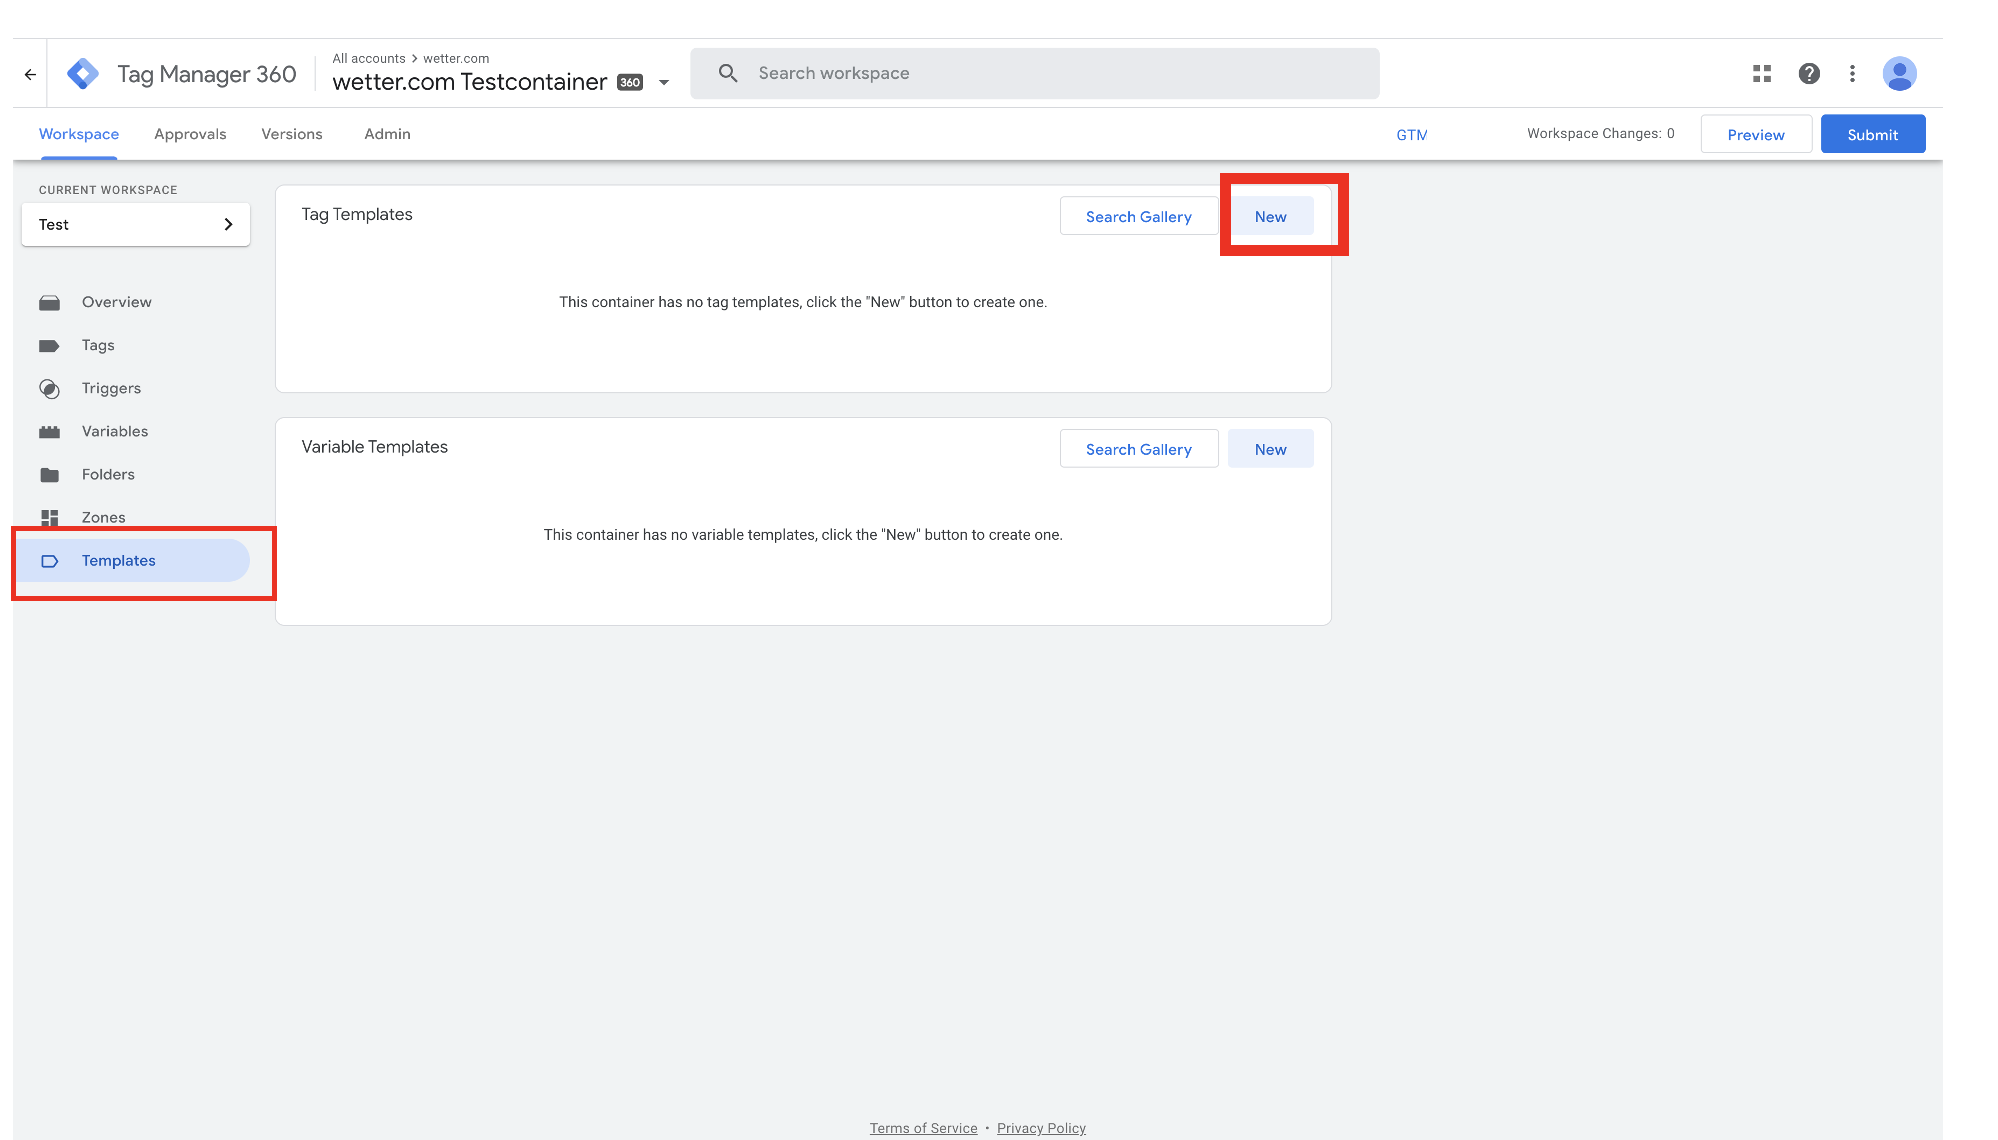 Tag Manager 360
All accounts > wetter.com
wetter.com Testcontainer 360
Search workspace
Workspace Approvals Versions Admin
GTM
Workspace Changes: 0
Preview
Submit
CURRENT WORKSPACE
Test
Overview
Tags
Triggers
Variables
Folders
Zones
Templates
Tag Templates
Search Gallery
New
This container has no tag templates, click the "New" button to create one.
Variable Templates
Search Gallery
New
This container has no variable templates, click the "New" button to create one.
Terms of Service • Privacy Policy